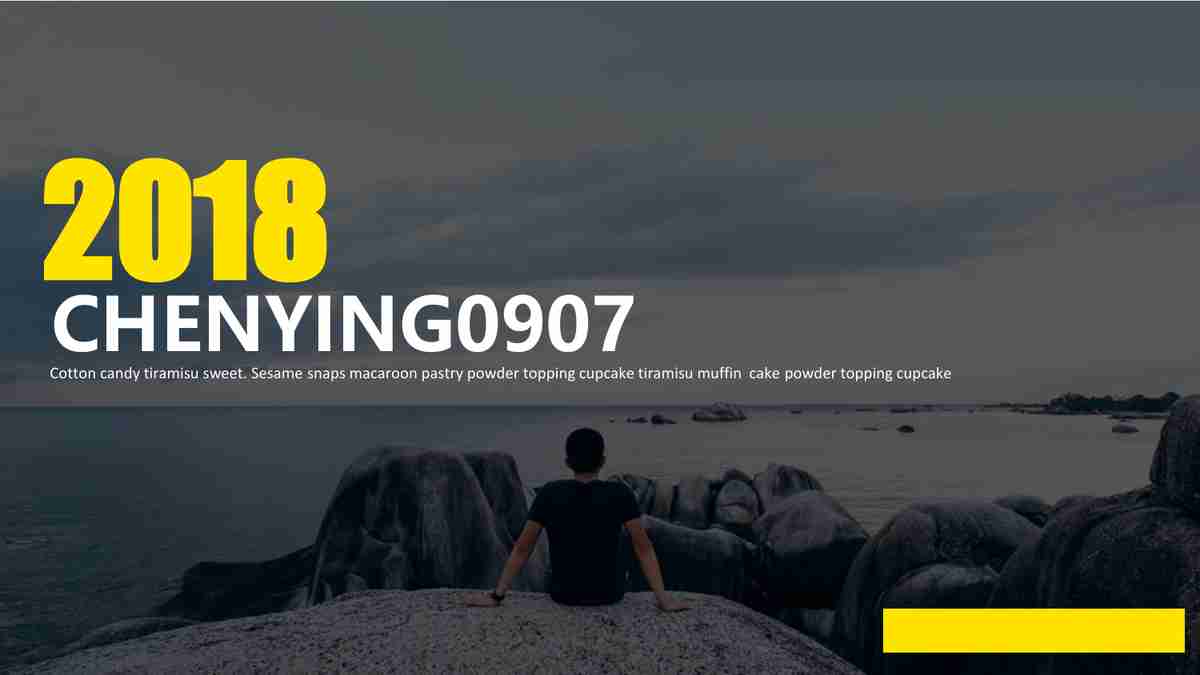 2018
CHENYING0907
Cotton candy tiramisu sweet. Sesame snaps macaroon pastry powder topping cupcake tiramisu muffin  cake powder topping cupcake